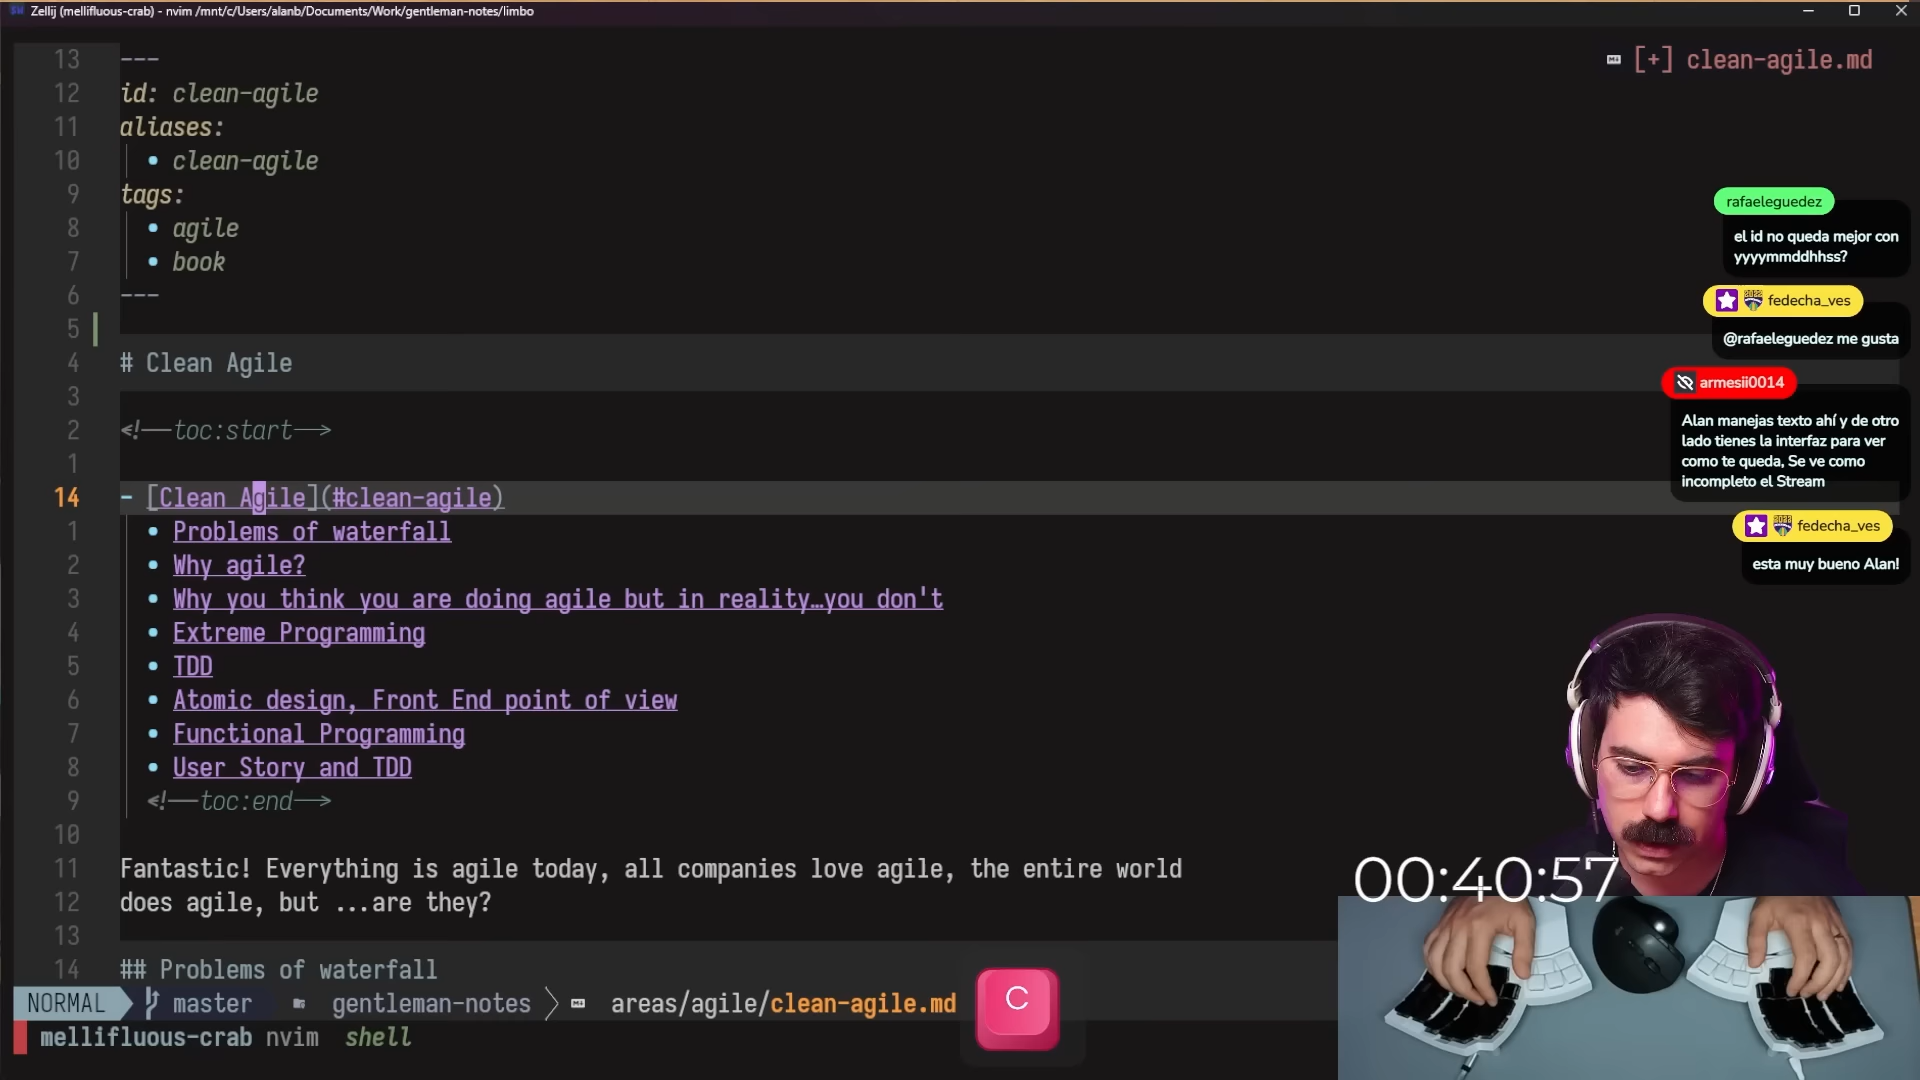 Zellij (mellifluous-crab) - nvim /mnt/c/Users/alanb/Documents/Work/gentleman-notes/limbo
[+] clean-agile.md
13 ---
12 id: clean-agile
11 aliases:
10 • clean-agile
9 tags:
8 • agile
7 • book
6 ---
5
4 # Clean Agile
3
2 <!--toc:start-->
1
14 - [Clean Agile](#clean-agile)
1 • Problems of waterfall
2 • Why agile?
3 • Why you think you are doing agile but in reality…you don't
4 • Extreme Programming
5 • TDD
6 • Atomic design, Front End point of view
7 • Functional Programming
8 • User Story and TDD
9 <!--toc:end-->
10
11 Fantastic! Everything is agile today, all companies love agile, the entire world
12 does agile, but ...are they?
13
14 ## Problems of waterfall
NORMAL master gentleman-notes areas/agile/clean-agile.md
mellifluous-crab nvim shell
C
rafaeleguedez
el id no queda mejor con
yyyymmddhhss?
fedecha_ves
@rafaeleguedez me gusta
armesii0014
Alan manejas texto ahí y de otro
lado tienes la interfaz para ver
como te queda, Se ve como
incompleto el Stream
fedecha_ves
esta muy bueno Alan!
00:40:57